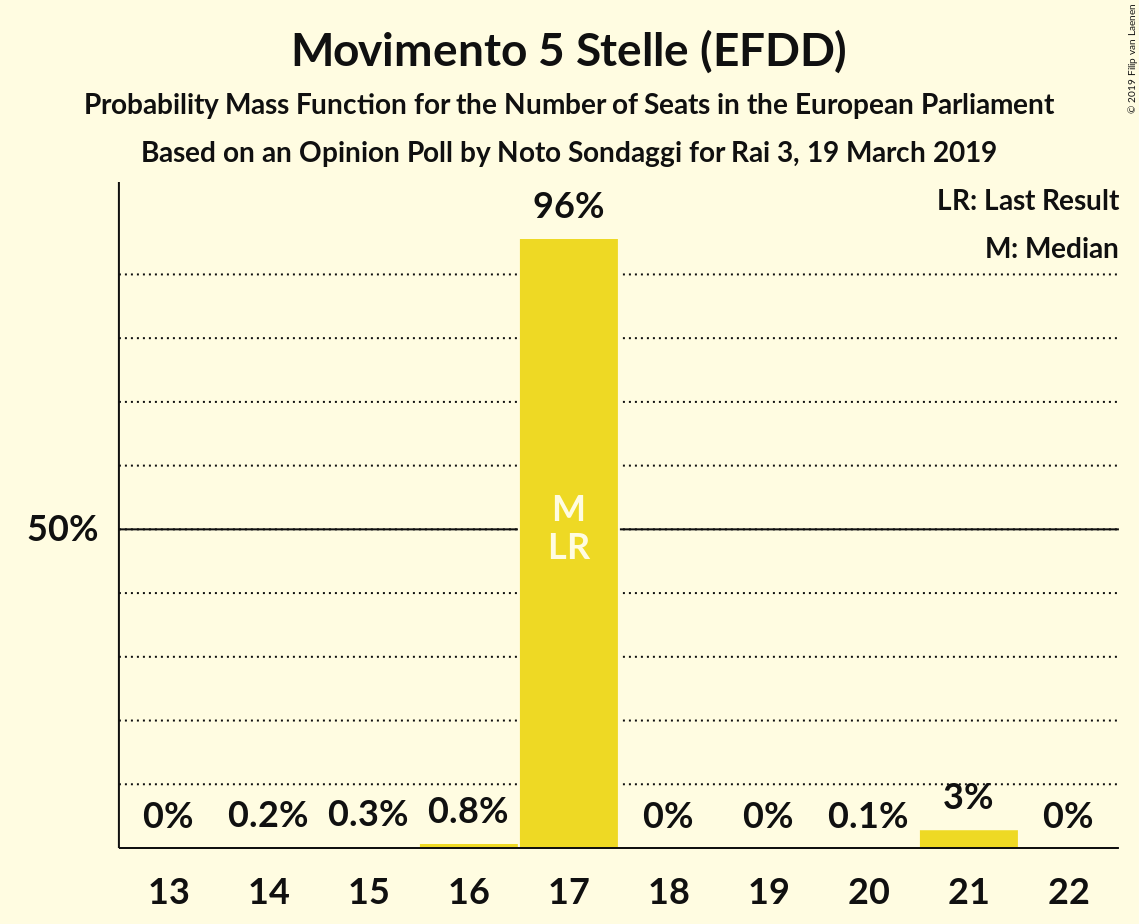 Movimento 5 Stelle (EFDD)
Probability Mass Function for the Number of Seats in the European Parliament
Based on an Opinion Poll by Noto Sondaggi for Rai 3, 19 March 2019
© 2019 Filip van Laenen
LR: Last Result
M: Median
96%
50%
M
LR
0% 0.2% 0.3% 0.8% 0% 0% 0.1% 3% 0%
13 14 15 16 17 18 19 20 21 22